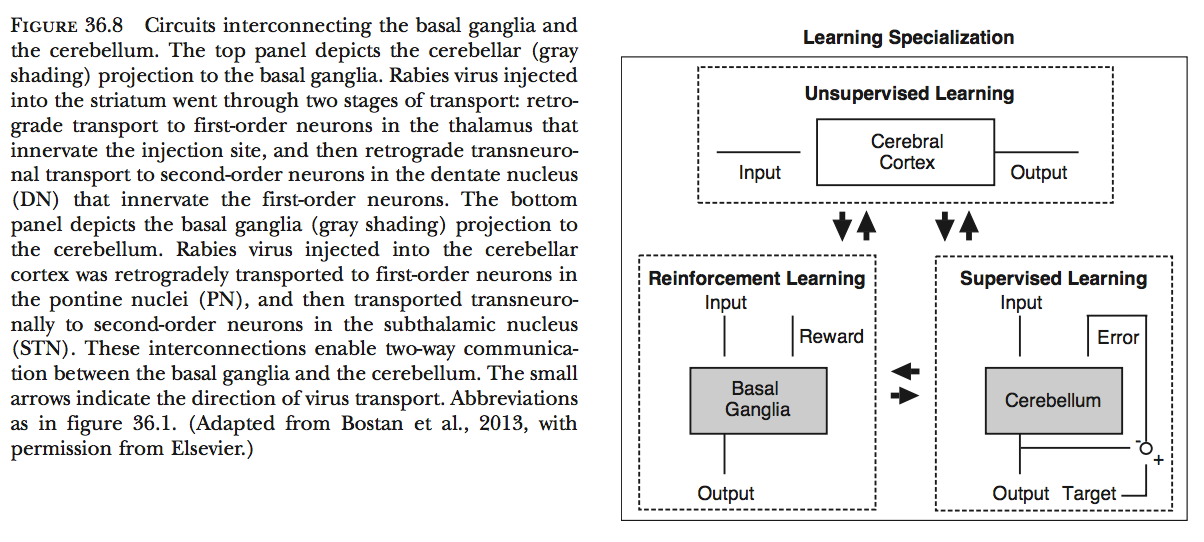 FIGURE 36.8 Circuits interconnecting the basal ganglia and
the cerebellum. The top panel depicts the cerebellar (gray
shading) projection to the basal ganglia. Rabies virus injected
into the striatum went through two stages of transport: retro-
grade transport to first-order neurons in the thalamus that
innervate the injection site, and then retrograde transneuro-
nal transport to second-order neurons in the dentate nucleus
(DN) that innervate the first-order neurons. The bottom
panel depicts the basal ganglia (gray shading) projection to
the cerebellum. Rabies virus injected into the cerebellar
cortex was retrogradely transported to first-order neurons in
the pontine nuclei (PN), and then transported transneuro-
nally to second-order neurons in the subthalamic nucleus
(STN). These interconnections enable two-way communica-
tion between the basal ganglia and the cerebellum. The small
arrows indicate the direction of virus transport. Abbreviations
as in figure 36.1. (Adapted from Bostan et al., 2013, with
permission from Elsevier.)
Learning Specialization
Unsupervised Learning
Cerebral
Cortex
Input
Output
Reinforcement Learning
Input
Reward
Basal
Ganglia
Output
Supervised Learning
Input
Error
Cerebellum
-
+
Output Target